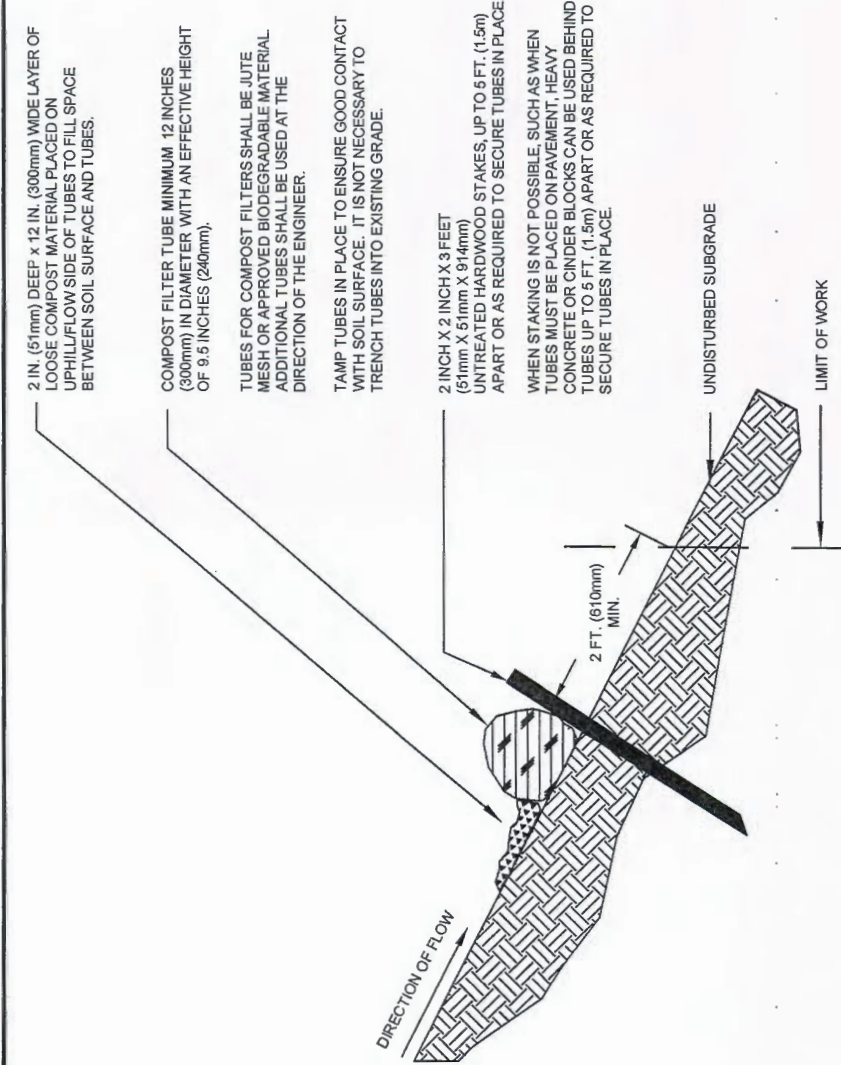 2 IN. (51mm) DEEP x 12 IN. (300mm) WIDE LAYER OF
LOOSE COMPOST MATERIAL PLACED ON
UPHILL/FLOW SIDE OF TUBES TO FILL SPACE
BETWEEN SOIL SURFACE AND TUBES.
COMPOST FILTER TUBE MINIMUM 12 INCHES
(300mm) IN DIAMETER WITH AN EFFECTIVE HEIGHT
OF 9.5 INCHES (240mm).
TUBES FOR COMPOST FILTERS SHALL BE JUTE
MESH OR APPROVED BIODEGRADABLE MATERIAL.
ADDITIONAL TUBES SHALL BE USED AT THE
DIRECTION OF THE ENGINEER.
TAMP TUBES IN PLACE TO ENSURE GOOD CONTACT
WITH SOIL SURFACE. IT IS NOT NECESSARY TO
TRENCH TUBES INTO EXISTING GRADE.
2 INCH X 2 INCH X 3 FEET
(51mm X 51mm X 914mm)
UNTREATED HARDWOOD STAKES, UP TO 5 FT. (1.5m)
APART OR AS REQUIRED TO SECURE TUBES IN PLACE
WHEN STAKING IS NOT POSSIBLE, SUCH AS WHEN
TUBES MUST BE PLACED ON PAVEMENT, HEAVY
CONCRETE OR CINDER BLOCKS CAN BE USED BEHIND
TUBES UP TO 5 FT. (1.5m) APART OR AS REQUIRED TO
SECURE TUBES IN PLACE.
UNDISTURBED SUBGRADE
LIMIT OF WORK
2 FT. (610mm)
MIN.
DIRECTION OF FLOW